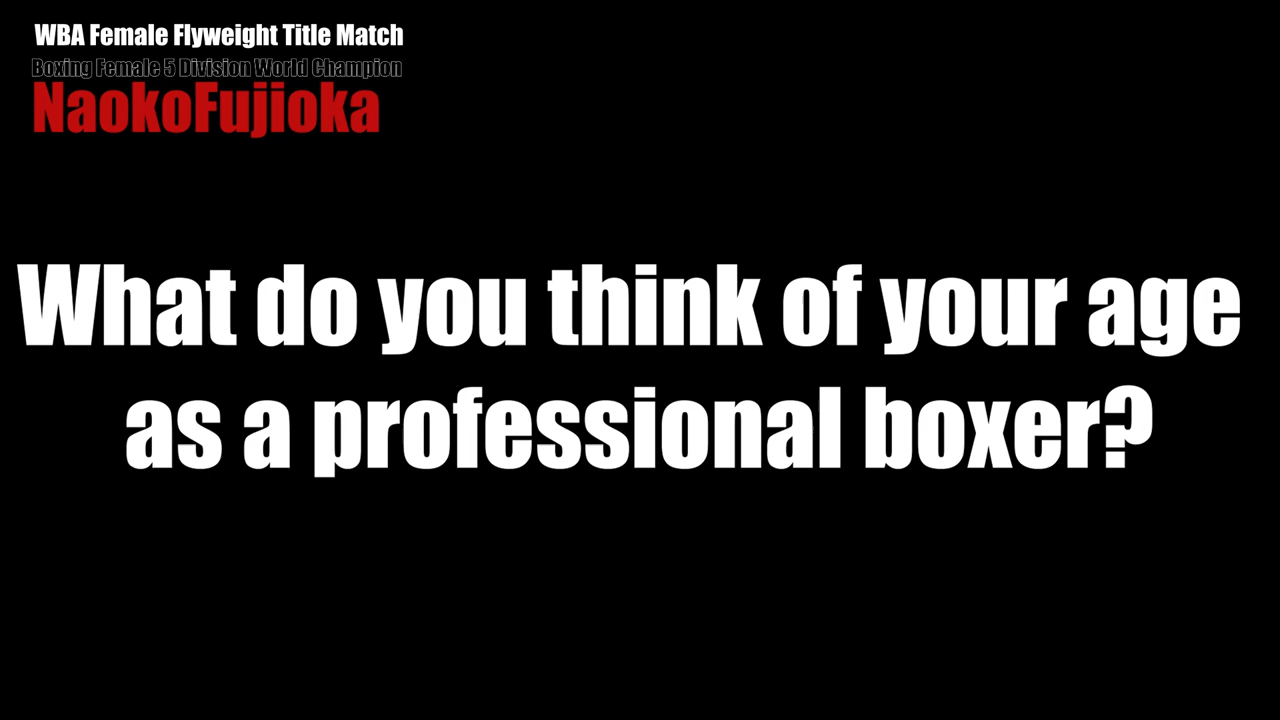 WBA Female Flyweight Title Match
Boxing Female 5 Division World Champion
NaokoFujioka
What do you think of your age
as a professional boxer?